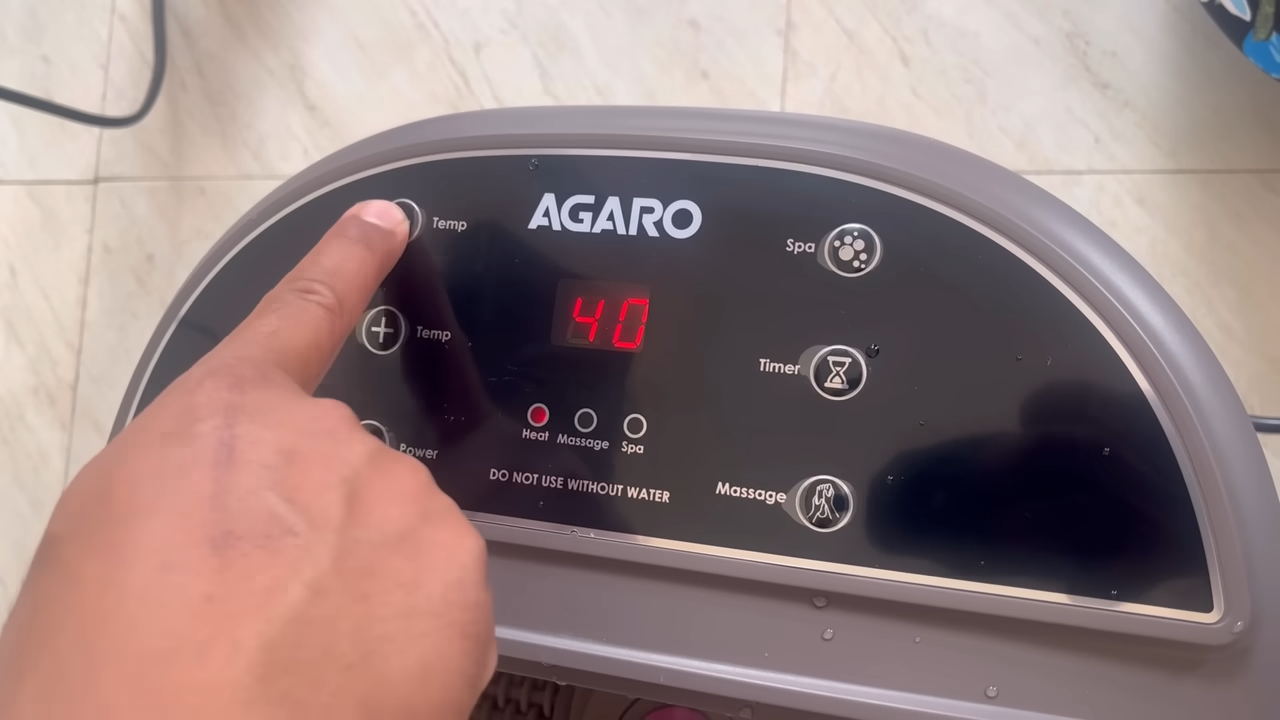 AGARO
Temp
Spa
40
Temp
Timer
Heat
Massage
Spa
Power
DO NOT USE WITHOUT WATER
Massage